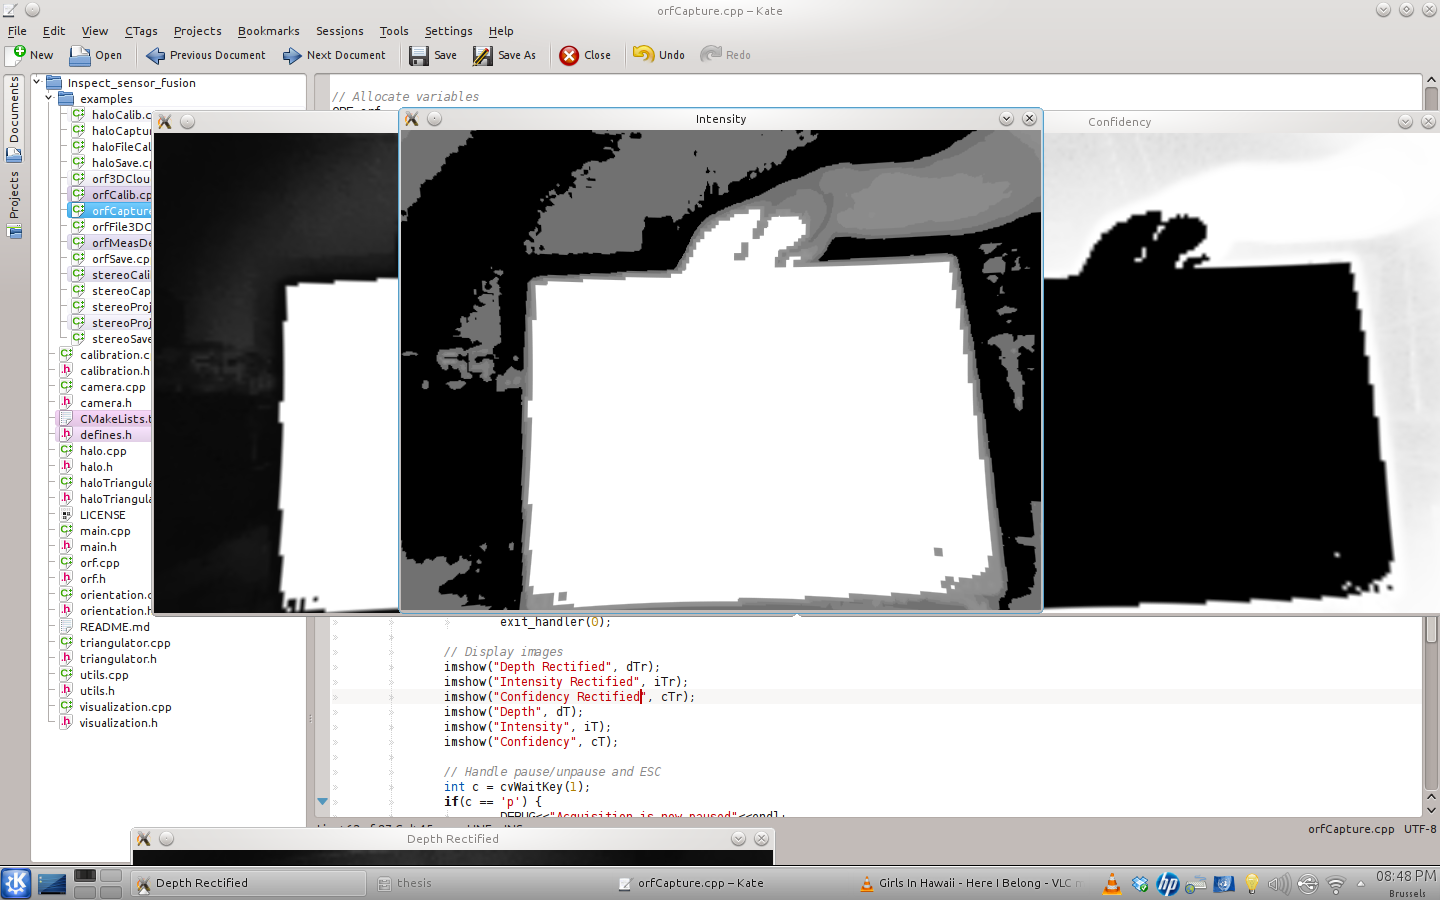 orfCapture.cpp – Kate
File Edit View CTags Projects Bookmarks Sessions Tools Settings Help
New Open Previous Document Next Document Save Save As Close Undo Redo
Documents
Projects
Inspect_sensor_fusion
examples
haloCalib.c
haloCaptur
haloFileCal
haloSave.cp
orf3DClou
orfCalib.cp
orfCapture
orfFile3DC
orfMeasDe
orfSave.cp
stereoCali
stereoCap
stereoProj
stereoProj
stereoSave
calibration.c
calibration.h
camera.cpp
camera.h
CMakeLists.t
defines.h
halo.cpp
halo.h
haloTriangula
haloTriangula
LICENSE
main.cpp
main.h
orf.cpp
orf.h
orientation.c
orientation.h
README.md
triangulator.cpp
triangulator.h
utils.cpp
utils.h
visualization.cpp
visualization.h
// Allocate variables
Intensity
Confidency
exit_handler(0);
// Display images
imshow("Depth Rectified", dTr);
imshow("Intensity Rectified", iTr);
imshow("Confidency Rectified", cTr);
imshow("Depth", dT);
imshow("Intensity", iT);
imshow("Confidency", cT);
// Handle pause/unpause and ESC
int c = cvWaitKey(1);
if(c == 'p') {
DEBUG<<"Acquisition is now paused"<<endl;
orfCapture.cpp UTF-8
Depth Rectified
Depth Rectified
thesis
orfCapture.cpp – Kate
Girls In Hawaii - Here I Belong - VLC
hp
08:48 PM
Brussels